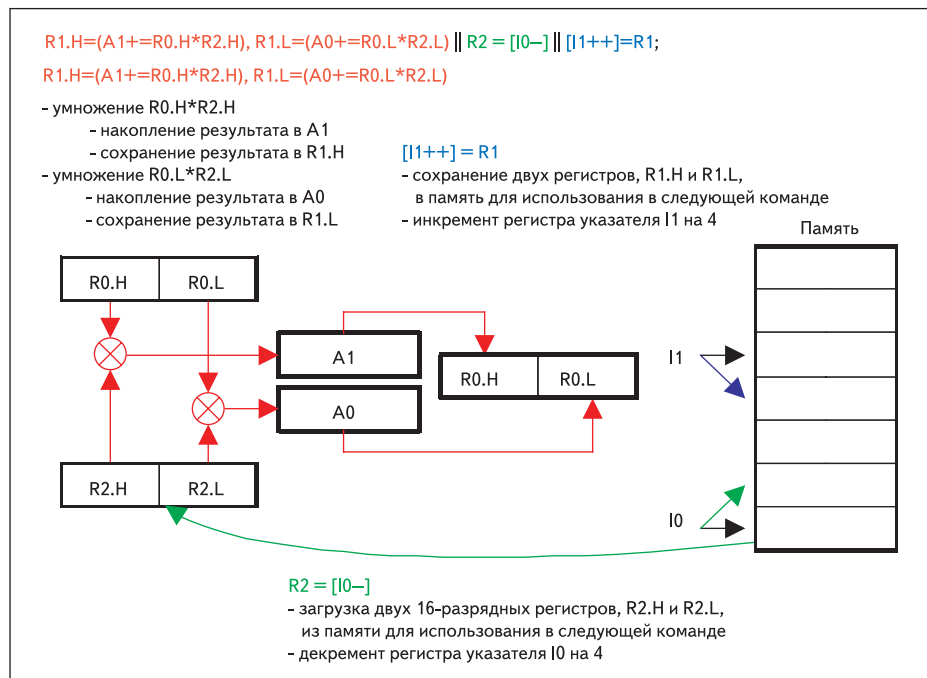 R1.H=(A1+=R0.H*R2.H), R1.L=(A0+=R0.L*R2.L) || R2 = [I0–] || [I1++]=R1;
R1.H=(A1+=R0.H*R2.H), R1.L=(A0+=R0.L*R2.L)
- умножение R0.H*R2.H
- накопление результата в A1
- сохранение результата в R1.H
- умножение R0.L*R2.L
- накопление результата в A0
- сохранение результата в R1.L
[I1++] = R1
- сохранение двух регистров, R1.H и R1.L,
в память для использования в следующей команде
- инкремент регистра указателя I1 на 4
Память
R0.H R0.L
A1
A0
R0.H R0.L
I1
R2.H R2.L
I0
R2 = [I0–]
- загрузка двух 16-разрядных регистров, R2.H и R2.L,
из памяти для использования в следующей команде
- декремент регистра указателя I0 на 4